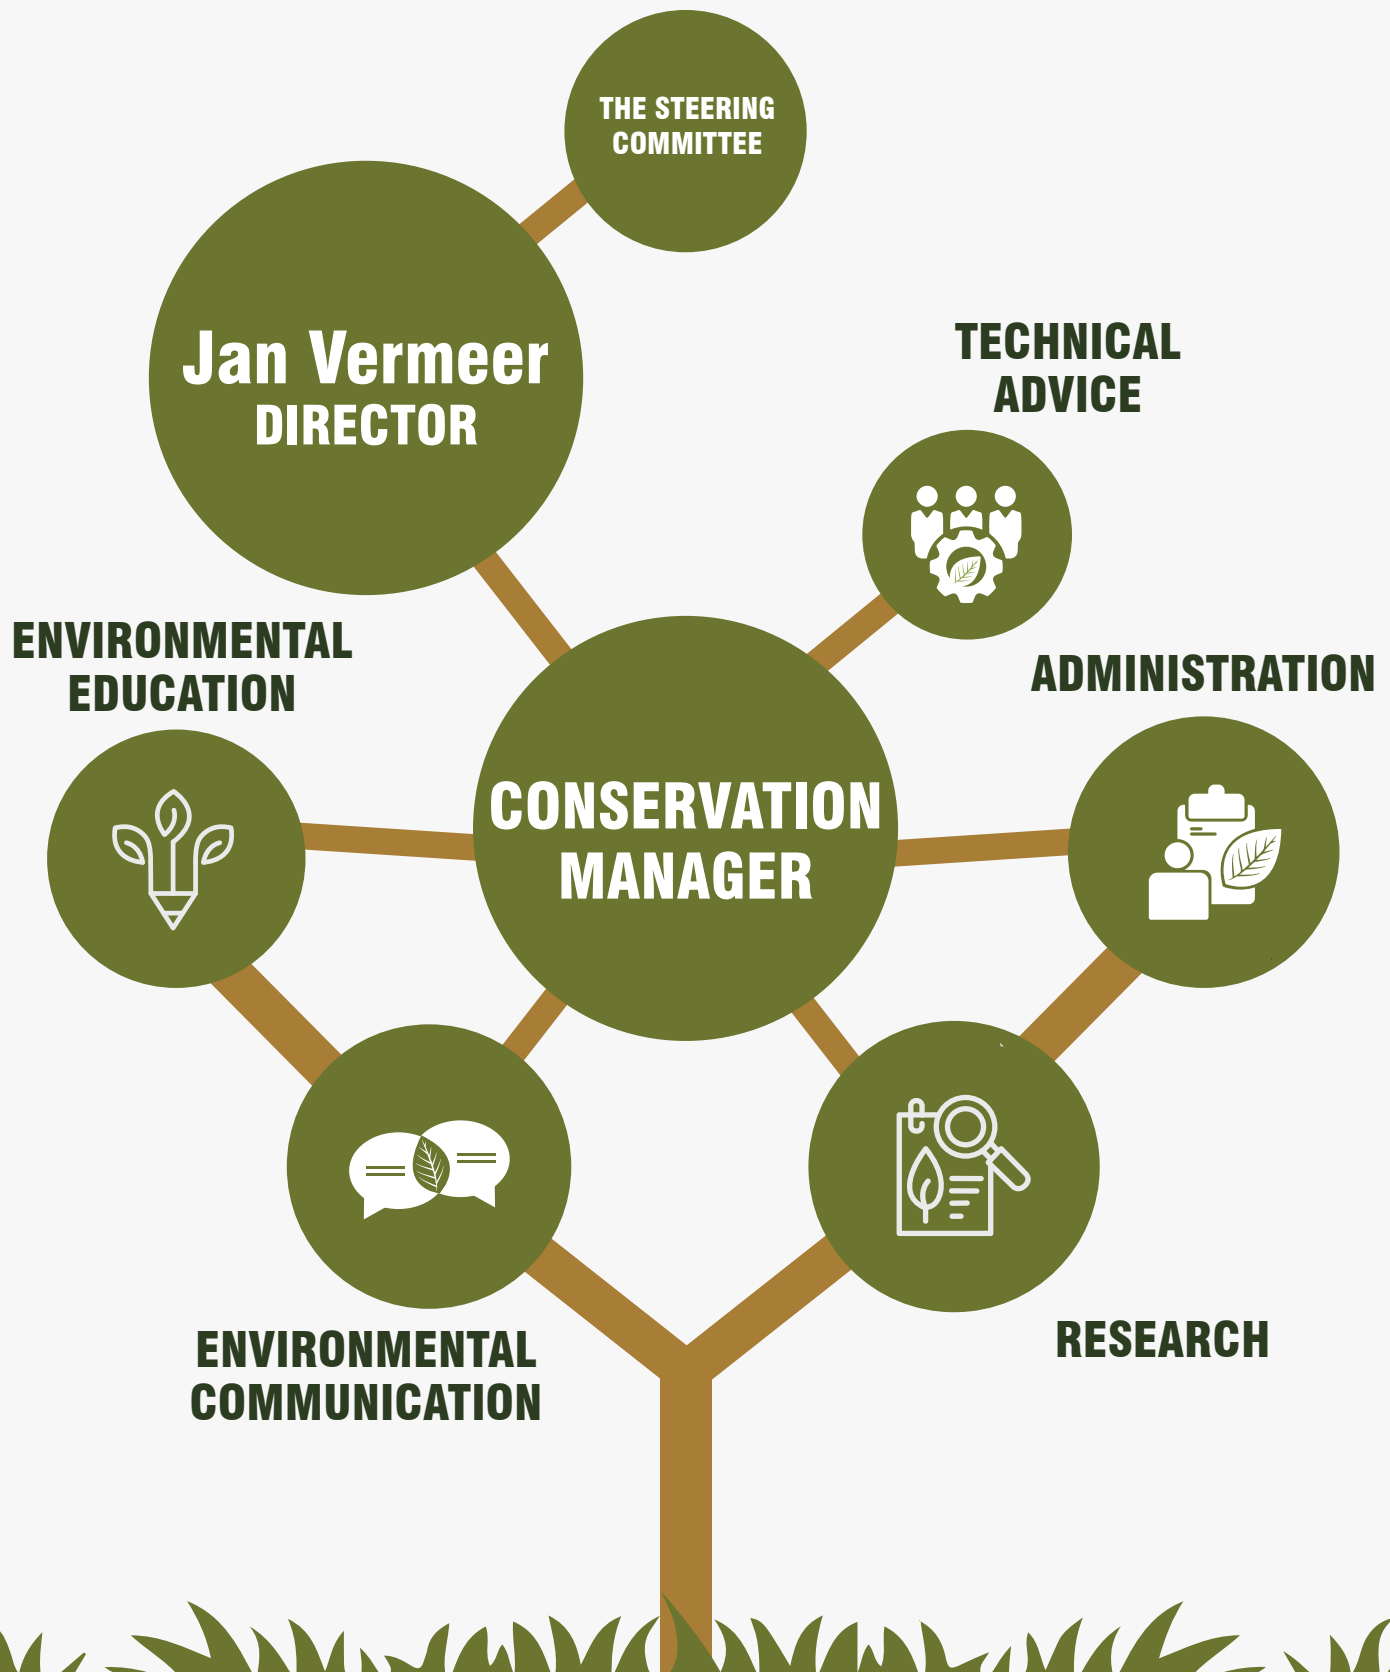 THE STEERING
COMMITTEE
Jan Vermeer
DIRECTOR
TECHNICAL
ADVICE
ENVIRONMENTAL
EDUCATION
ADMINISTRATION
CONSERVATION
MANAGER
ENVIRONMENTAL
COMMUNICATION
RESEARCH